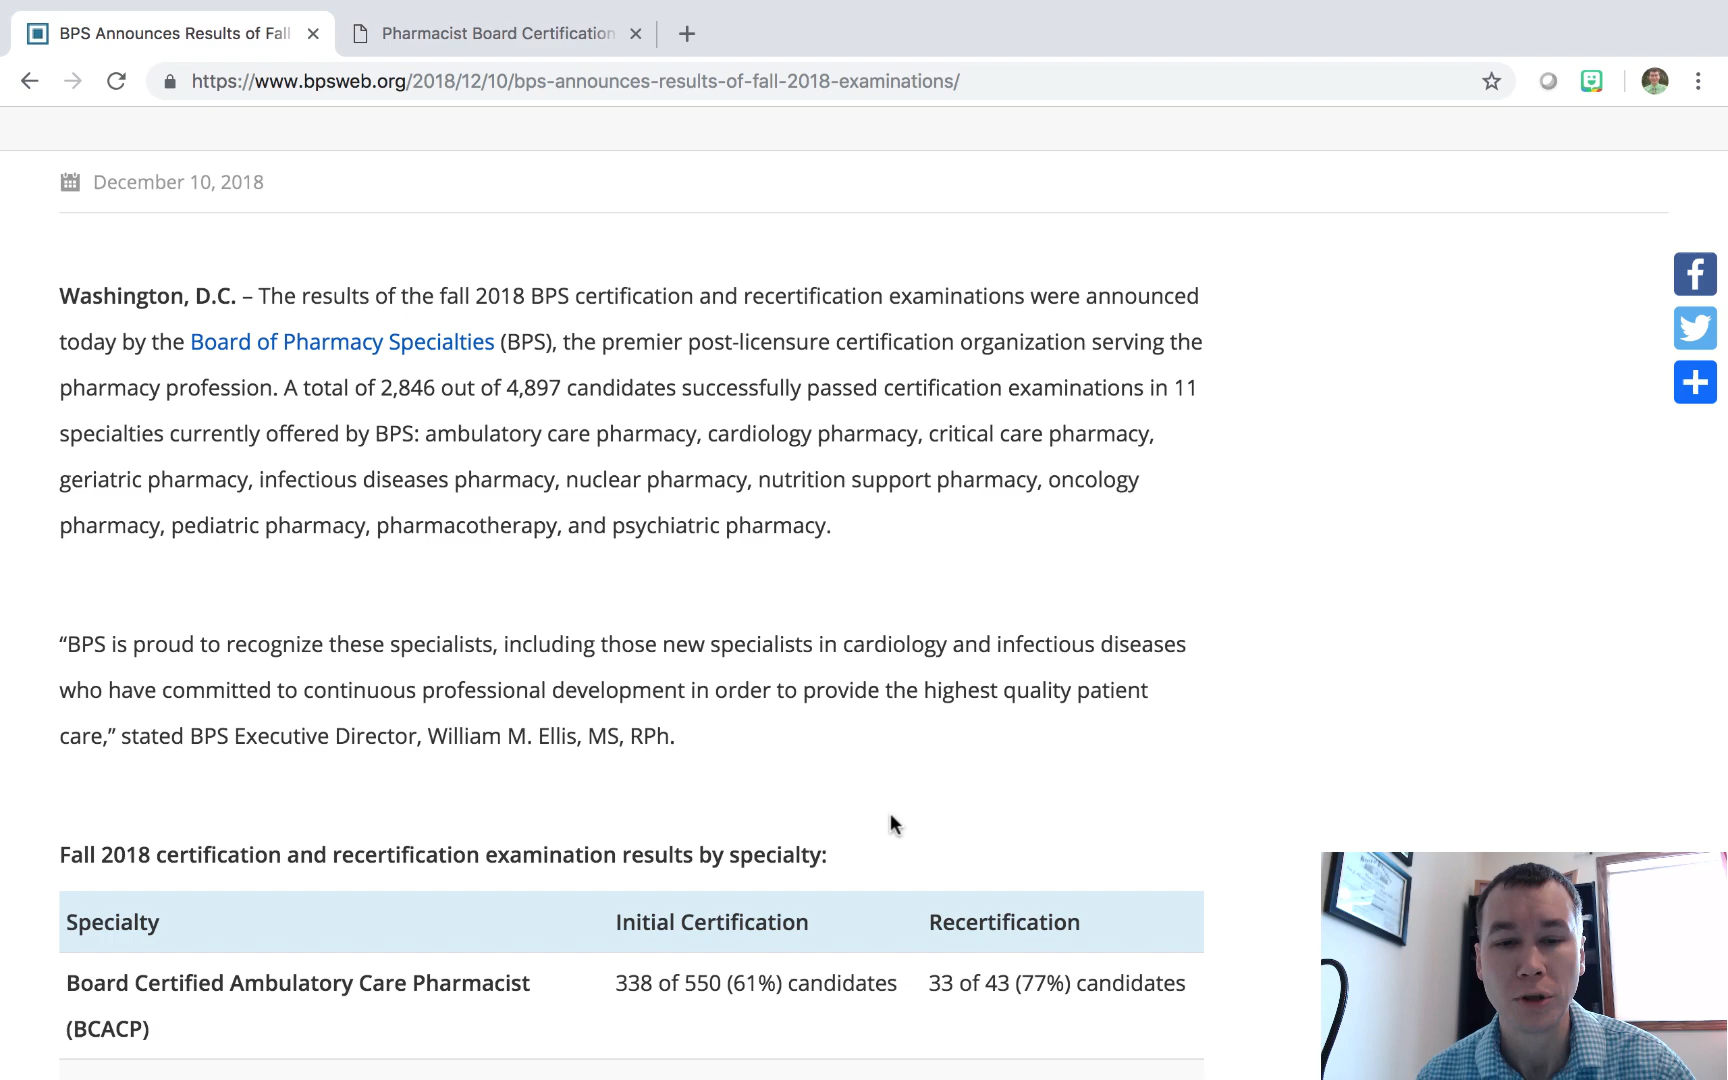 BPS Announces Results of Fall
Pharmacist Board Certification
https://www.bpsweb.org/2018/12/10/bps-announces-results-of-fall-2018-examinations/
December 10, 2018
Washington, D.C. – The results of the fall 2018 BPS certification and recertification examinations were announced
today by the Board of Pharmacy Specialties (BPS), the premier post-licensure certification organization serving the
pharmacy profession. A total of 2,846 out of 4,897 candidates successfully passed certification examinations in 11
specialties currently offered by BPS: ambulatory care pharmacy, cardiology pharmacy, critical care pharmacy,
geriatric pharmacy, infectious diseases pharmacy, nuclear pharmacy, nutrition support pharmacy, oncology
pharmacy, pediatric pharmacy, pharmacotherapy, and psychiatric pharmacy.
“BPS is proud to recognize these specialists, including those new specialists in cardiology and infectious diseases
who have committed to continuous professional development in order to provide the highest quality patient
care,” stated BPS Executive Director, William M. Ellis, MS, RPh.
Fall 2018 certification and recertification examination results by specialty:
Specialty Initial Certification Recertification
Board Certified Ambulatory Care Pharmacist 338 of 550 (61%) candidates 33 of 43 (77%) candidates
(BCACP)